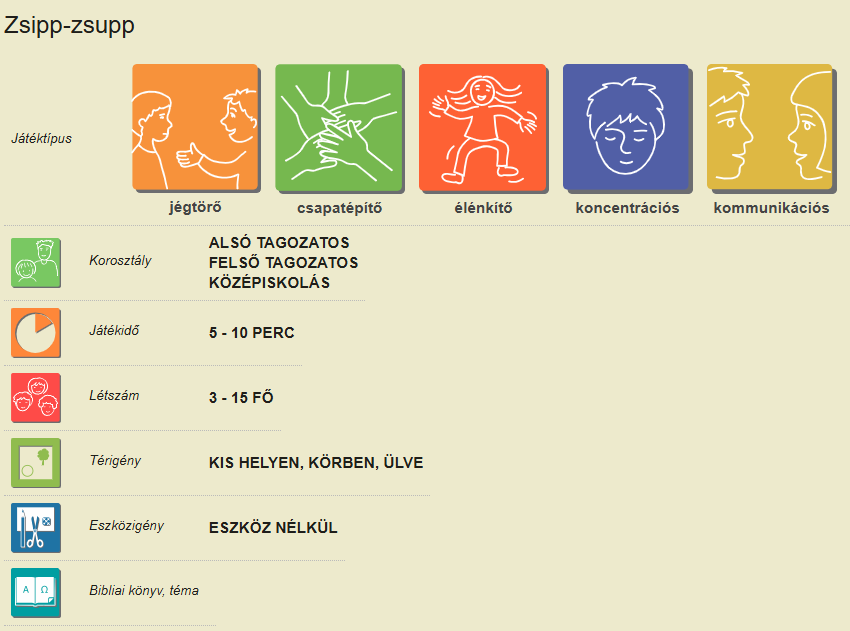 Zsipp-zsupp
Játéktípus
jégtörő
csapatépítő
élénkítő
koncentrációs
kommunikációs
Korosztály
ALSÓ TAGOZATOS
FELSŐ TAGOZATOS
KÖZÉPISKOLÁS
Játékidő
5 - 10 PERC
Létszám
3 - 15 FŐ
Térigény
KIS HELYEN, KÖRBEN, ÜLVE
Eszközigény
ESZKÖZ NÉLKÜL
A Ω
Bibliai könyv, téma